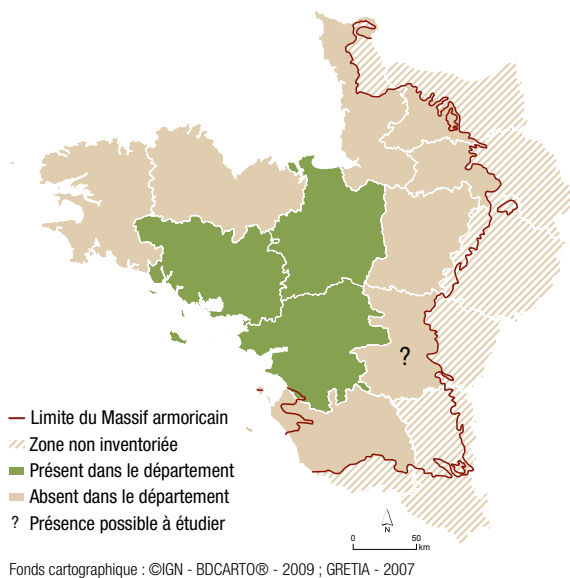 ?
Limite du Massif armoricain
Zone non inventoriée
Présent dans le département
Absent dans le département
? Présence possible à étudier
N
0 50
km
Fonds cartographique : ©IGN - BDCARTO® - 2009 ; GRETIA - 2007